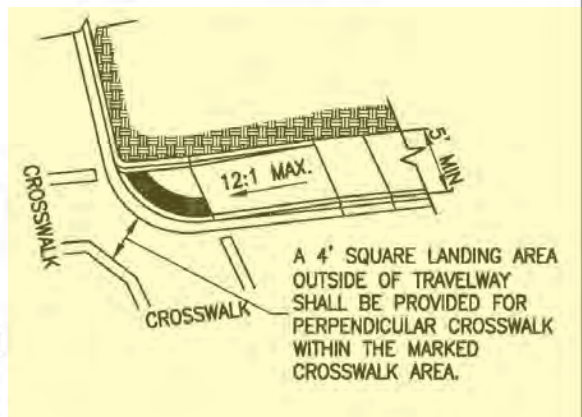 5' MIN
12:1 MAX.
CROSSWALK
CROSSWALK
A 4' SQUARE LANDING AREA
OUTSIDE OF TRAVELWAY
SHALL BE PROVIDED FOR
PERPENDICULAR CROSSWALK
WITHIN THE MARKED
CROSSWALK AREA.